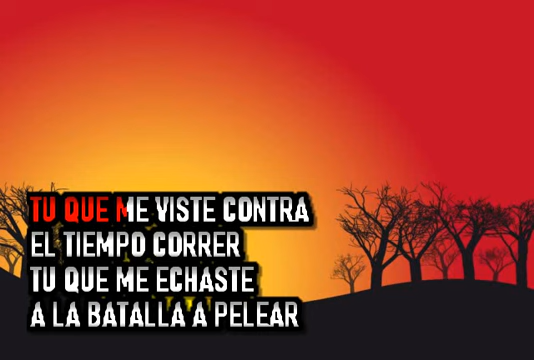 TU QUE ME VISTE CONTRA
EL TIEMPO CORRER
TU QUE ME ECHASTE
A LA BATALLA A PELEAR